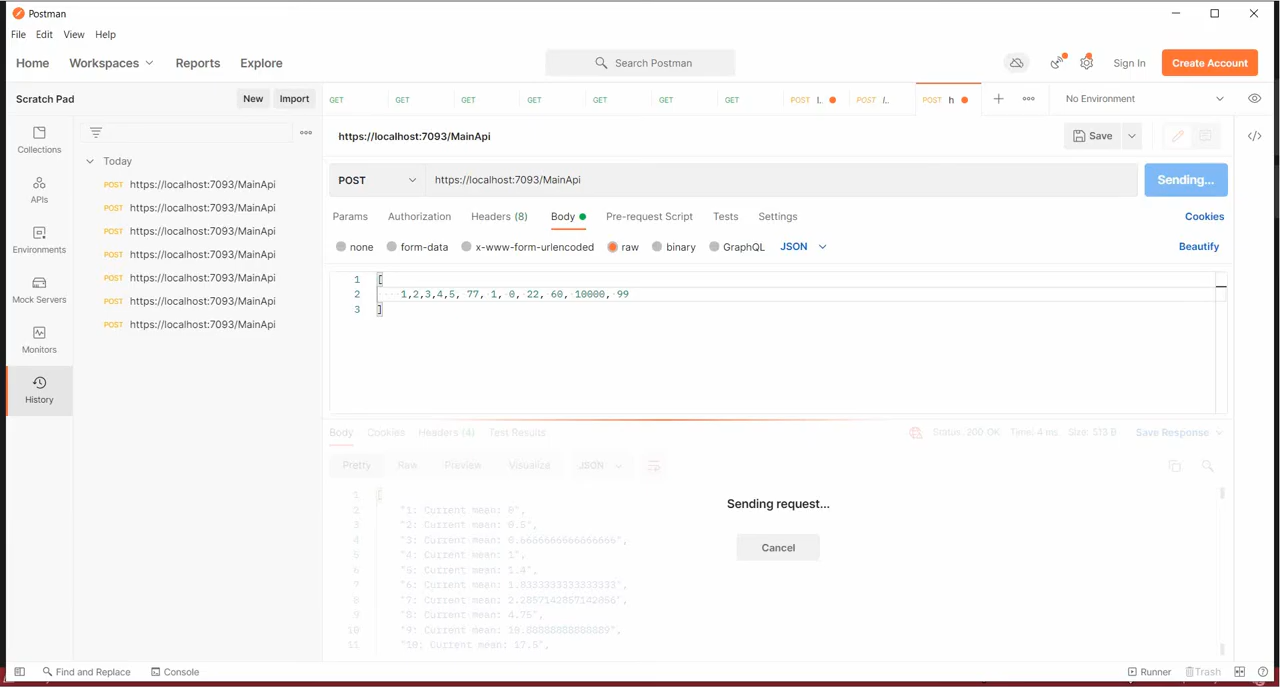 Postman
File Edit View Help
Home Workspaces Reports Explore Search Postman Sign In Create Account
Scratch Pad New Import GET GET GET GET GET GET GET POST l. POST /.. POST h No Environment
https://localhost:7093/MainApi Save
Collections
Today
POST https://localhost:7093/MainApi
POST https://localhost:7093/MainApi
POST https://localhost:7093/MainApi
POST https://localhost:7093/MainApi
POST https://localhost:7093/MainApi
POST https://localhost:7093/MainApi
POST https://localhost:7093/MainApi
APIs
Environments
Mock Servers
Monitors
History
POST https://localhost:7093/MainApi Sending...
Params Authorization Headers (8) Body Pre-request Script Tests Settings Cookies
none form-data x-www-form-urlencoded raw binary GraphQL JSON Beautify
1 [
2 1,2,3,4,5, 77, 1, 0, 22, 60, 10000, 99
3 ]
Body Cookies Headers (4) Test Results Status: 200 OK Time: 4 ms Size: 513 B Save Response
Pretty Raw Preview Visualize JSON
1 [
2 "1: Current mean: 0",
3 "2: Current mean: 0.5",
4 "3: Current mean: 0.6666666666666666",
5 "4: Current mean: 1",
6 "5: Current mean: 1.4",
7 "6: Current mean: 1.8333333333333333",
8 "7: Current mean: 2.2857142857142856",
9 "8: Current mean: 4.75",
10 "9: Current mean:
11 "10: Current mean: 17.5",
Sending request...
Cancel
Find and Replace Console Runner Trash